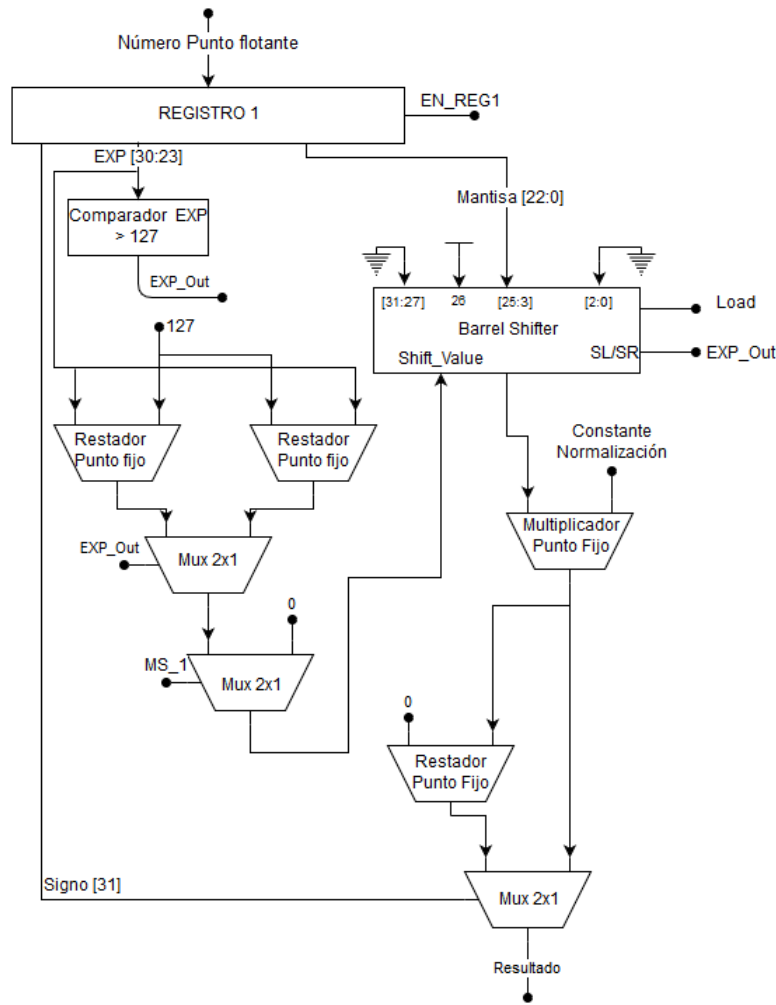 Número Punto flotante
REGISTRO 1
EN_REG1
EXP [30:23]
Mantisa [22:0]
Comparador EXP
> 127
EXP_Out
127
[31:27]
26
[25:3]
[2:0]
Barrel Shifter
Load
Shift_Value
SL/SR
EXP_Out
Restador
Punto fijo
Restador
Punto fijo
Constante
Normalización
Multiplicador
Punto Fijo
EXP_Out
Mux 2x1
0
MS_1
Mux 2x1
0
Restador
Punto Fijo
Signo [31]
Mux 2x1
Resultado